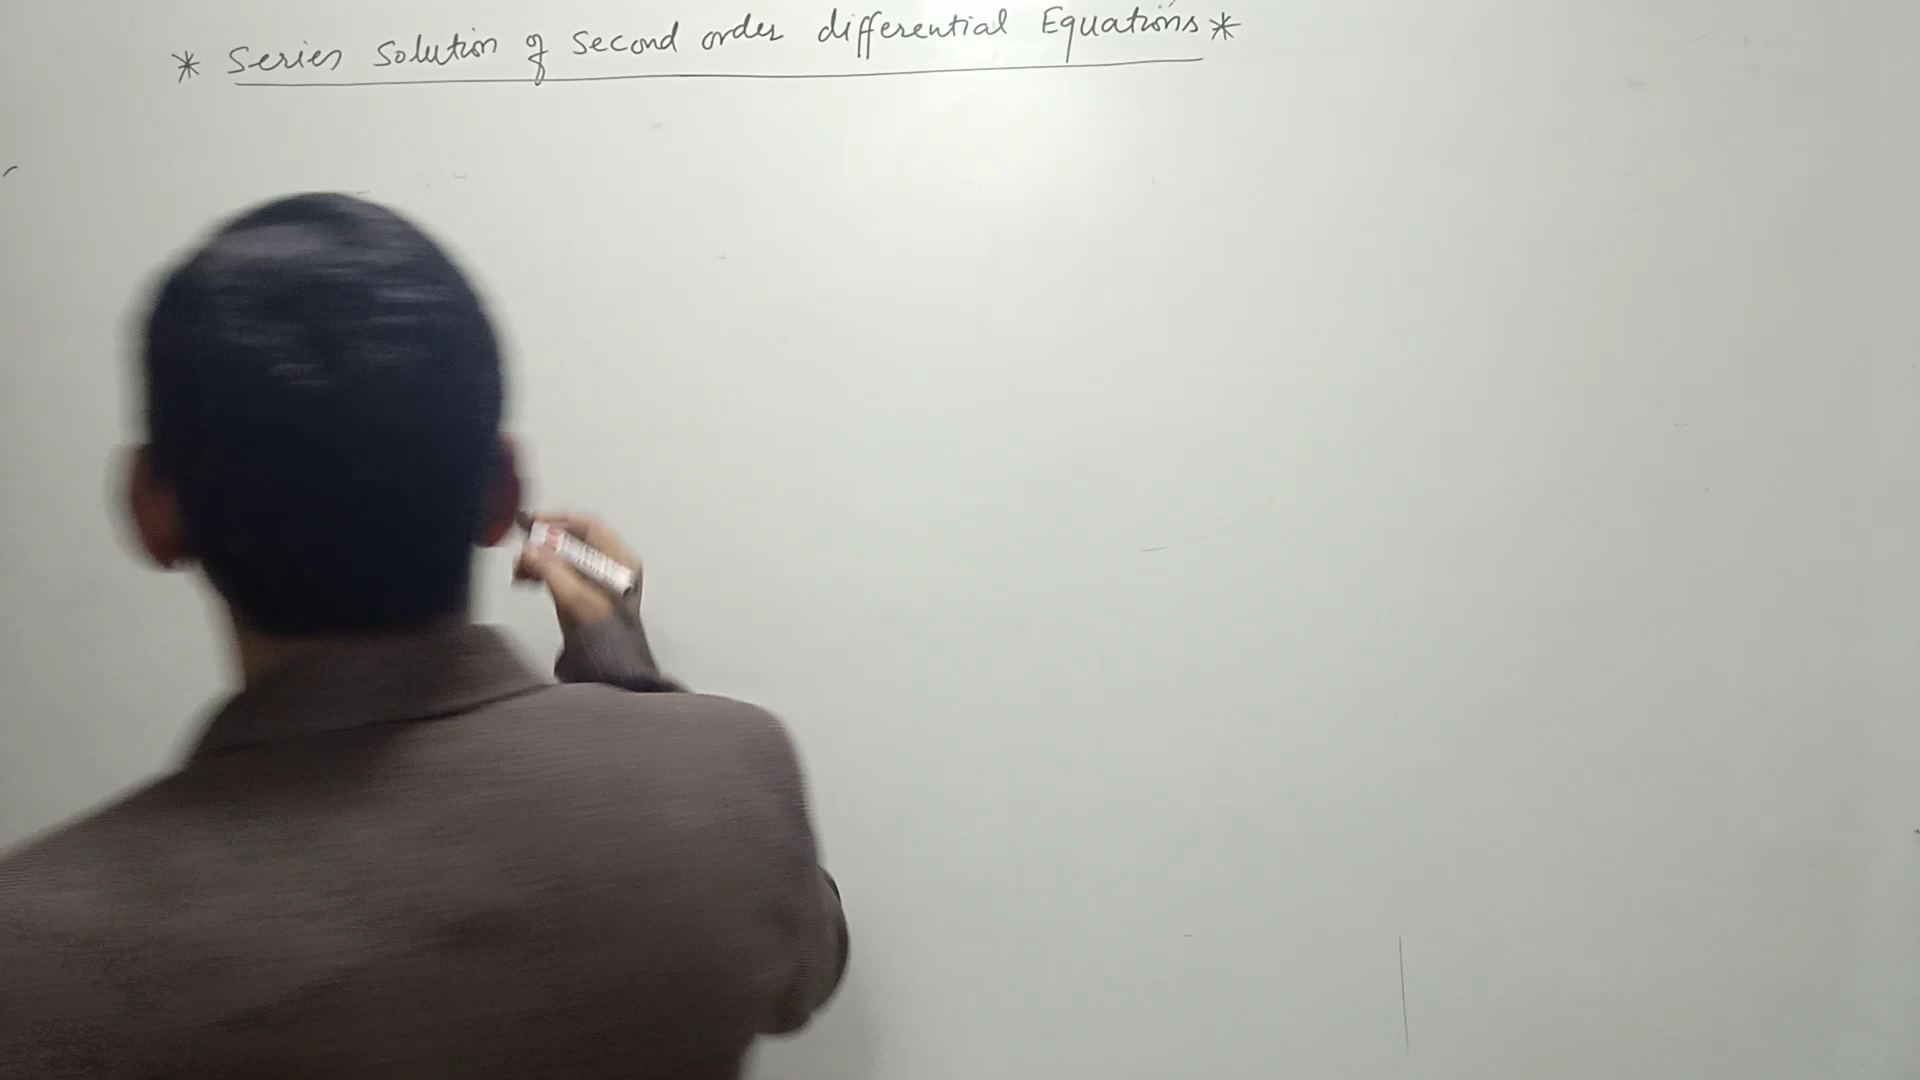 * Series Solution of Second order differential Equations *